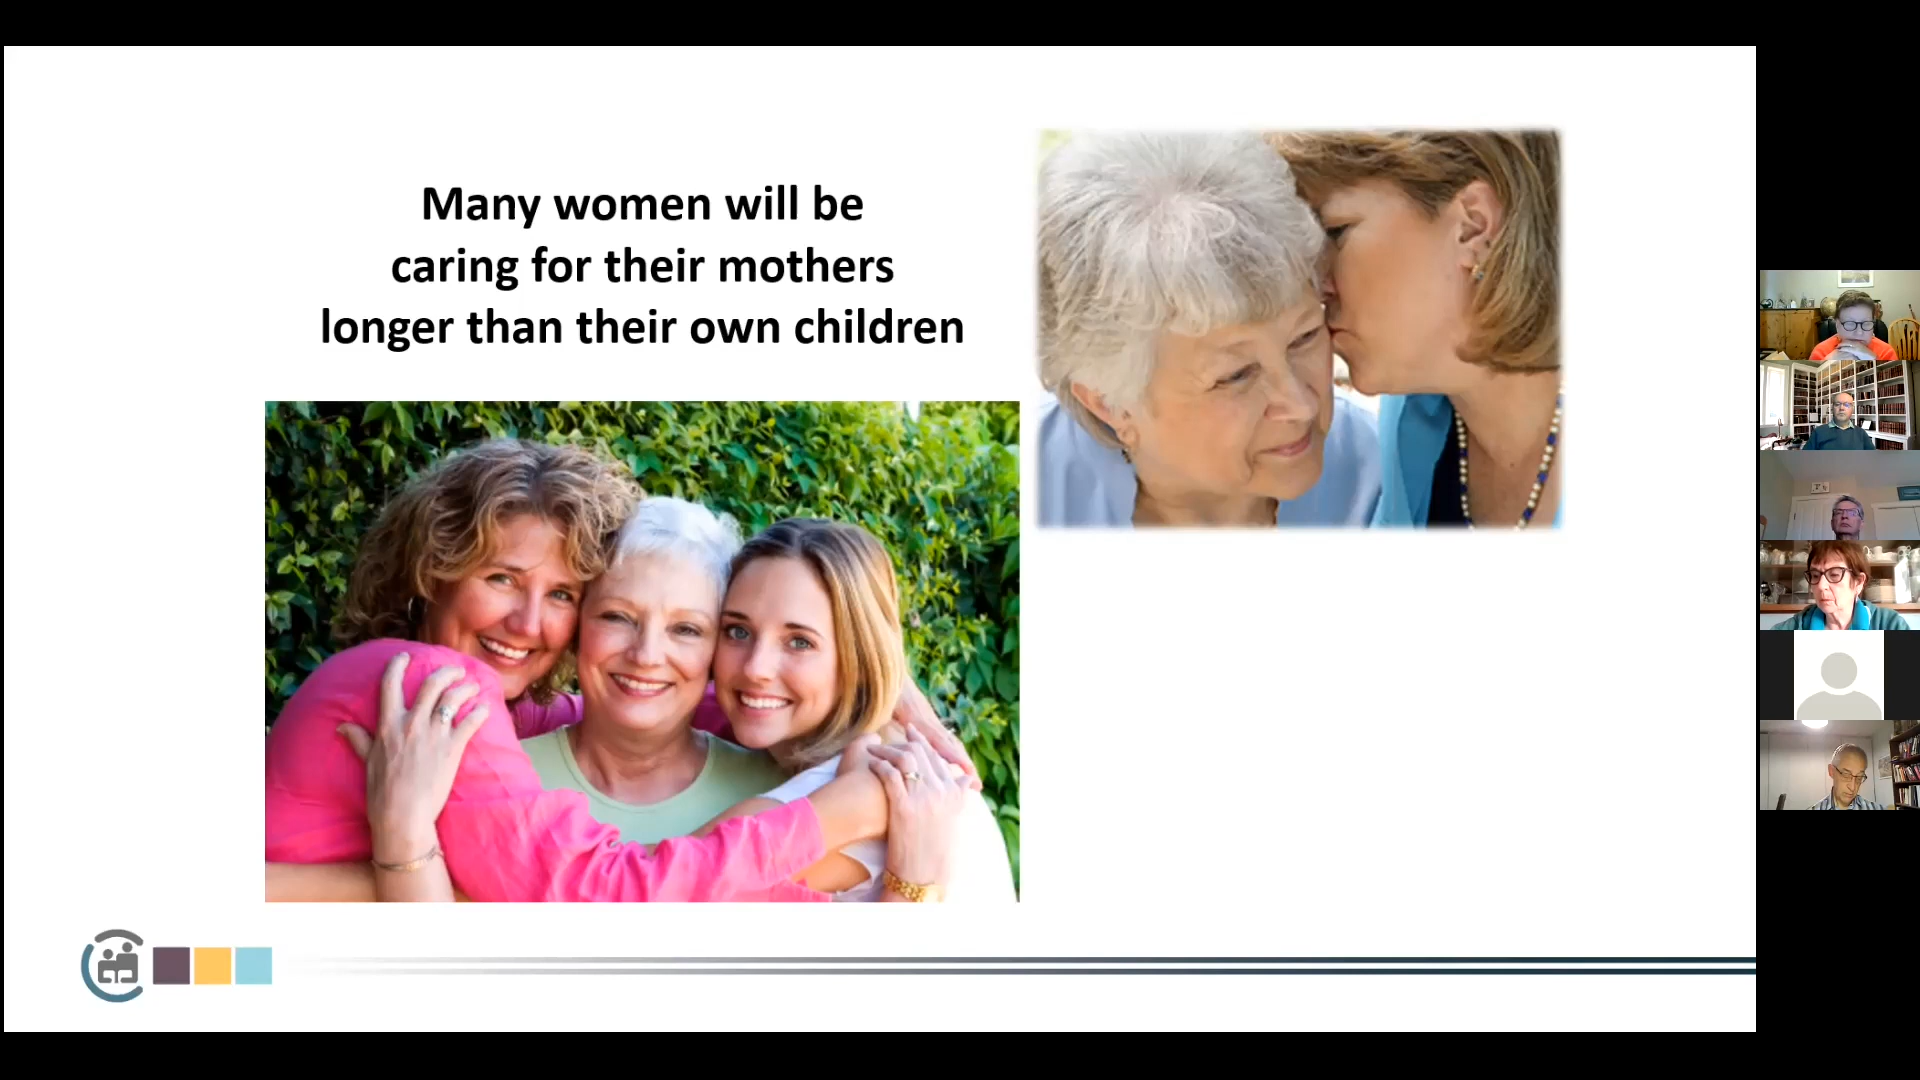 Many women will be
caring for their mothers
longer than their own children